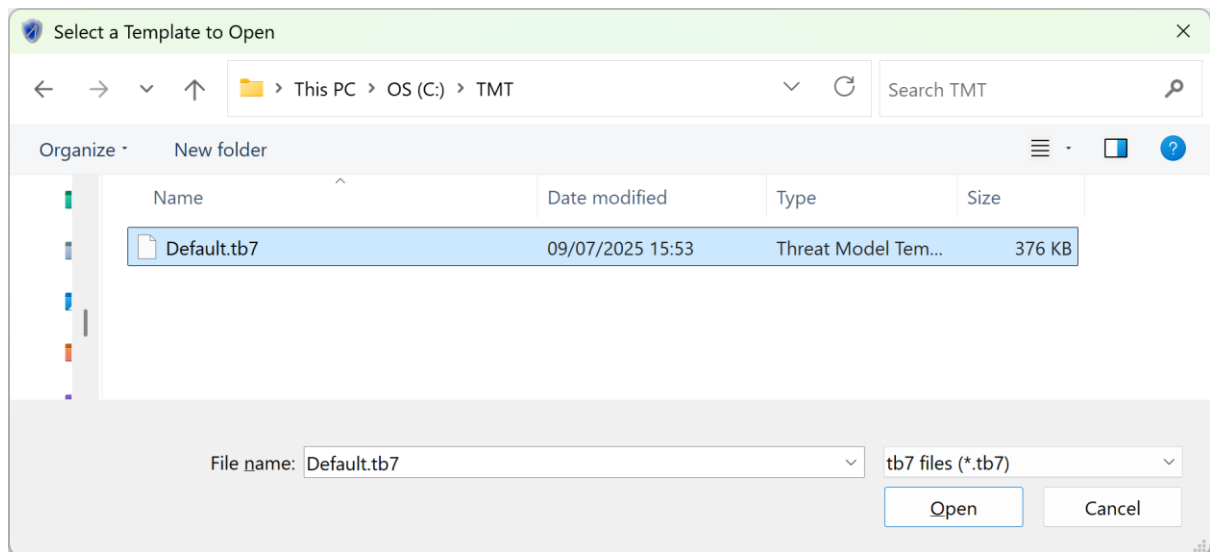 Select a Template to Open
This PC > OS (C:) > TMT
Search TMT
Organize
New folder
?
Name Date modified Type Size
Default.tb7 09/07/2025 15:53 Threat Model Tem... 376 KB
File name: Default.tb7 tb7 files (*.tb7)
Open Cancel